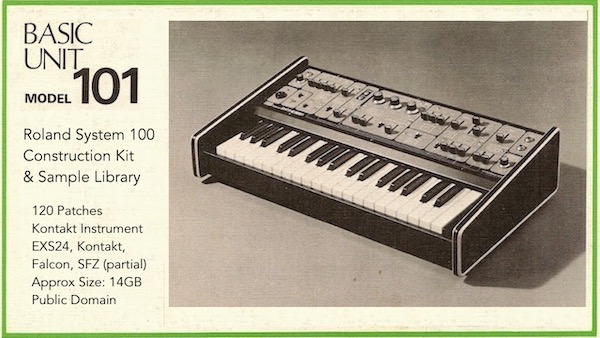 BASIC
UNIT
MODEL 101
Roland System 100
Construction Kit
& Sample Library
120 Patches
Kontakt Instrument
EXS24, Kontakt,
Falcon, SFZ (partial)
Approx Size: 14GB
Public Domain